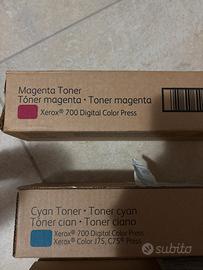 Magenta Toner
Tóner magenta • Toner magenta
Xerox® 700 Digital Color Press
Cyan Toner • Toner cyan
Tóner cian • Toner ciano
Xerox® 700 Digital Color Press
Xerox® Color J75, C75® Press
subito